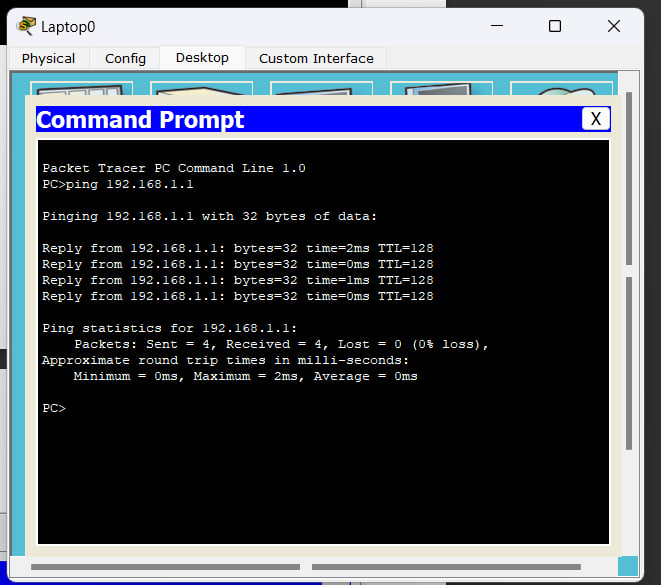 Laptop0
Physical Config Desktop Custom Interface
Command Prompt X
Packet Tracer PC Command Line 1.0
PC>ping 192.168.1.1
Pinging 192.168.1.1 with 32 bytes of data:
Reply from 192.168.1.1: bytes=32 time=2ms TTL=128
Reply from 192.168.1.1: bytes=32 time=0ms TTL=128
Reply from 192.168.1.1: bytes=32 time=1ms TTL=128
Reply from 192.168.1.1: bytes=32 time=0ms TTL=128
Ping statistics for 192.168.1.1:
Packets: Sent = 4, Received = 4, Lost = 0 (0% loss),
Approximate round trip times in milli-seconds:
Minimum = 0ms, Maximum = 2ms, Average = 0ms
PC>